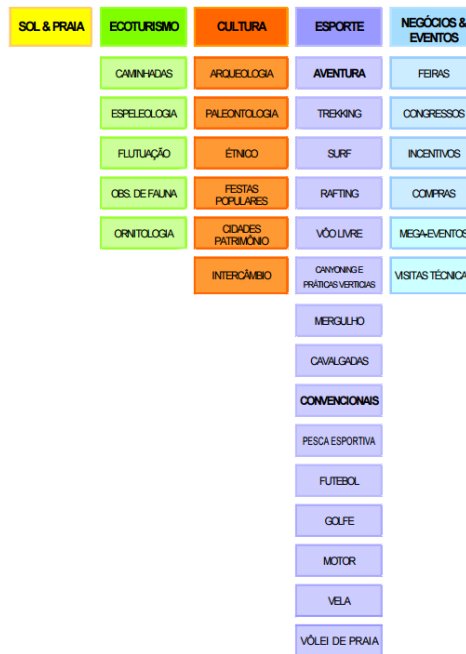 SOL & PRAIA
ECOTURISMO
CAMINHADAS
ESPELEOLOGIA
FLUTUAÇÃO
OBS. DE FAUNA
ORNITOLOGIA
CULTURA
ARQUEOLOGIA
PALEONTOLOGIA
ÉTNICO
FESTAS
POPULARES
CIDADES
PATRIMÔNIO
INTERCÂMBIO
ESPORTE
AVENTURA
TREKKING
SURF
RAFTING
VÔO LIVRE
CANYONING E
PRÁTICAS VERTICIAS
MERGULHO
CAVALGADAS
CONVENCIONAIS
PESCA ESPORTIVA
FUTEBOL
GOLFE
MOTOR
VELA
VÔLEI DE PRAIA
NEGÓCIOS &
EVENTOS
FEIRAS
CONGRESSOS
INCENTIVOS
COMPRAS
MEGA-EVENTOS
VISITAS TÉCNICA